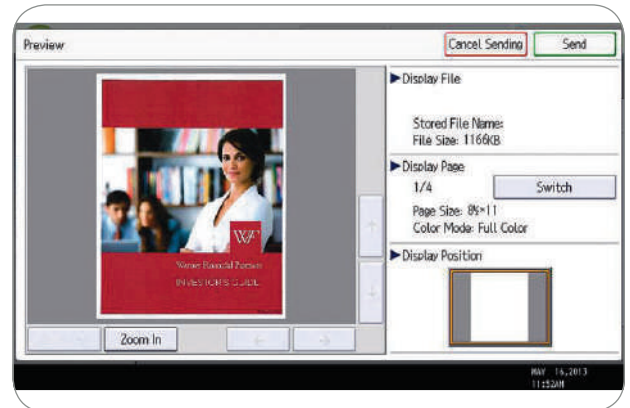 Preview
Cancel Sending
Send
Display File
Stored File Name:
File Size: 1166KB
Display Page
1/4
Switch
Page Size: 8½×11
Color Mode: Full Color
Display Position
WF
Werner Financial Partners
INVESTOR'S GUIDE
Zoom In
MAY 16,2013
11:52AM